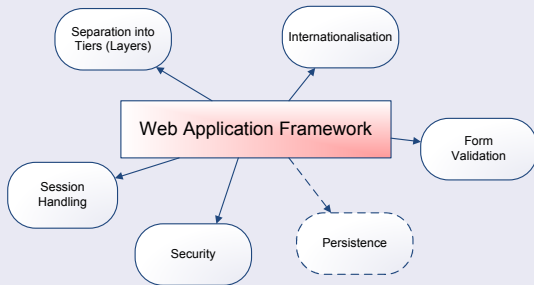 Separation into
Tiers (Layers)
Internationalisation
Web Application Framework
Form
Validation
Session
Handling
Security
Persistence